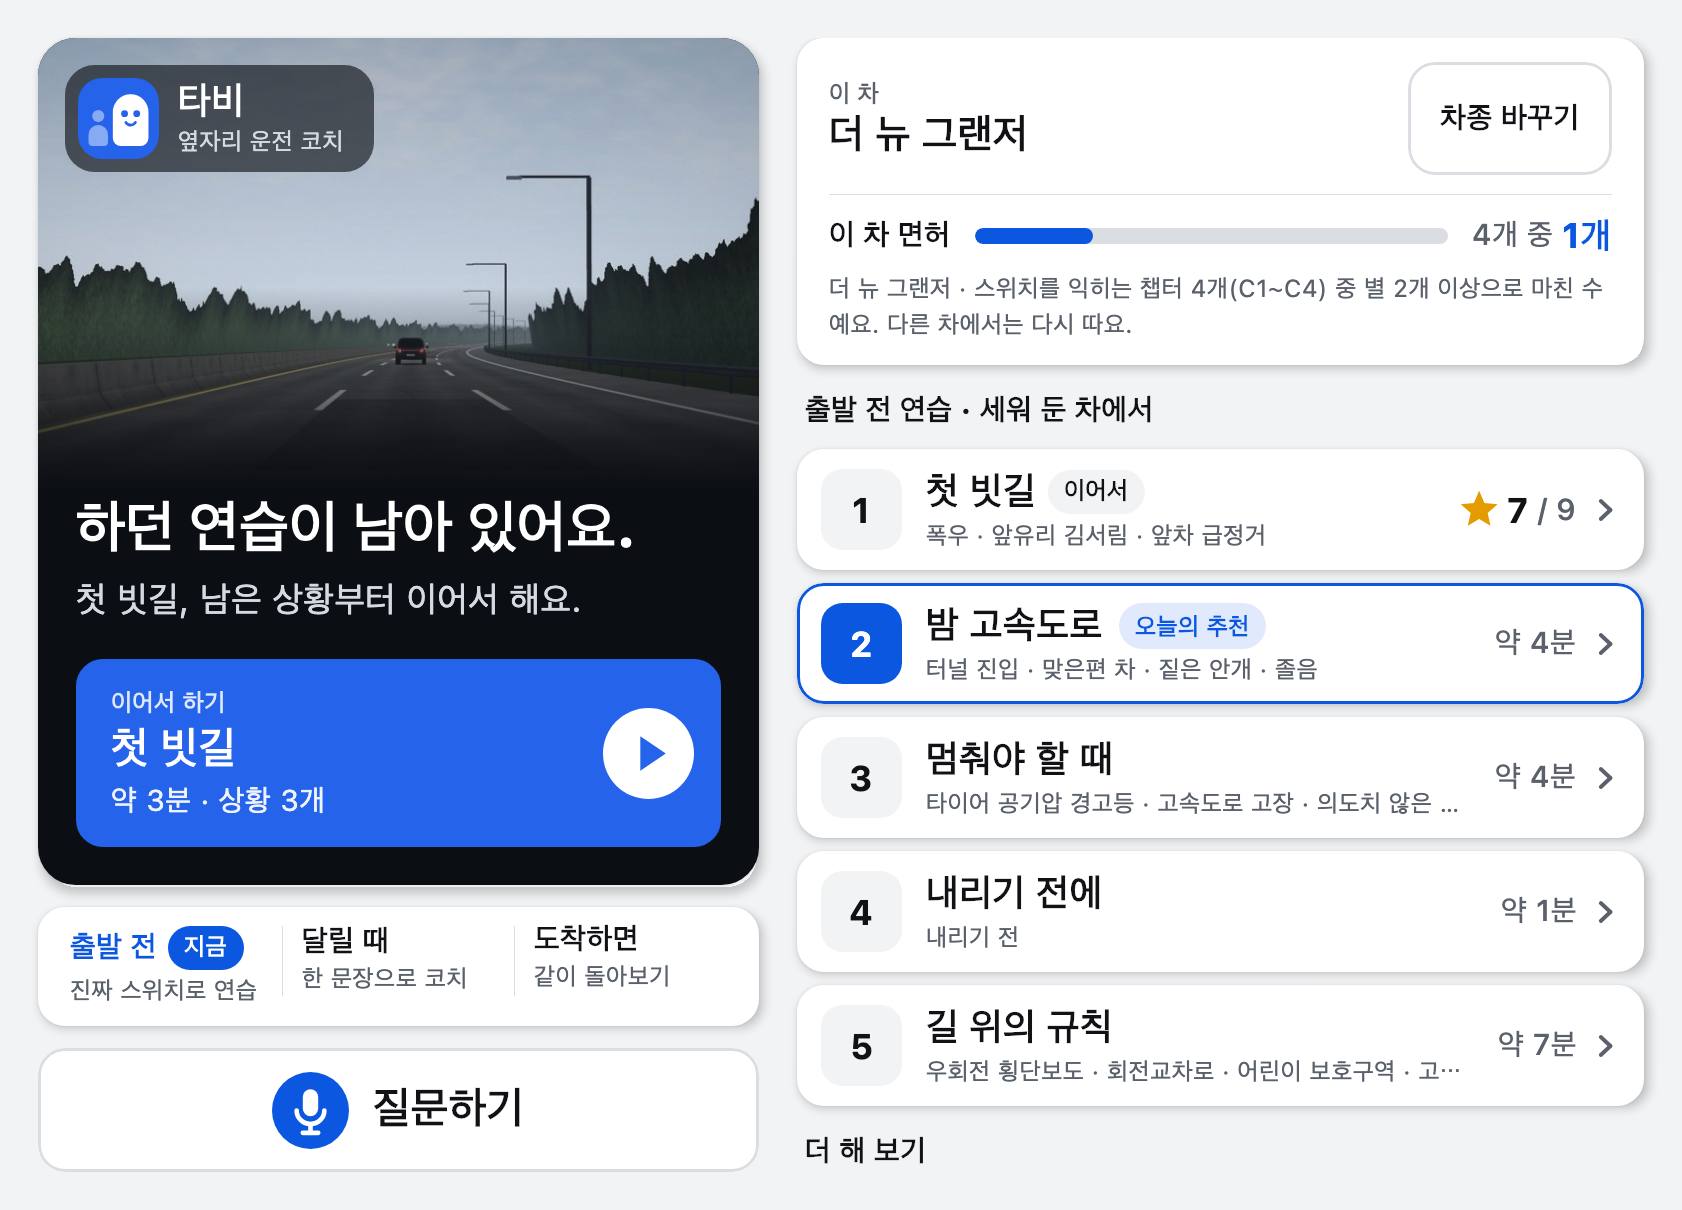 타비
옆자리 운전 코치
하던 연습이 남아 있어요.
첫 빗길, 남은 상황부터 이어서 해요.
이어서 하기
첫 빗길
약 3분 · 상황 3개
출발 전 지금
진짜 스위치로 연습
달릴 때
한 문장으로 코치
도착하면
같이 돌아보기
질문하기
이 차
더 뉴 그랜저
차종 바꾸기
이 차 면허 4개 중 1개
더 뉴 그랜저 · 스위치를 익히는 챕터 4개(C1~C4) 중 별 2개 이상으로 마친 수
예요. 다른 차에서는 다시 따요.
출발 전 연습 · 세워 둔 차에서
1 첫 빗길 이어서 7 / 9
폭우 · 앞유리 김서림 · 앞차 급정거
2 밤 고속도로 오늘의 추천 약 4분
터널 진입 · 맞은편 차 · 짙은 안개 · 졸음
3 멈춰야 할 때 약 4분
타이어 공기압 경고등 · 고속도로 고장 · 의도치 않은 ...
4 내리기 전에 약 1분
내리기 전
5 길 위의 규칙 약 7분
우회전 횡단보도 · 회전교차로 · 어린이 보호구역 · 고…
더 해 보기